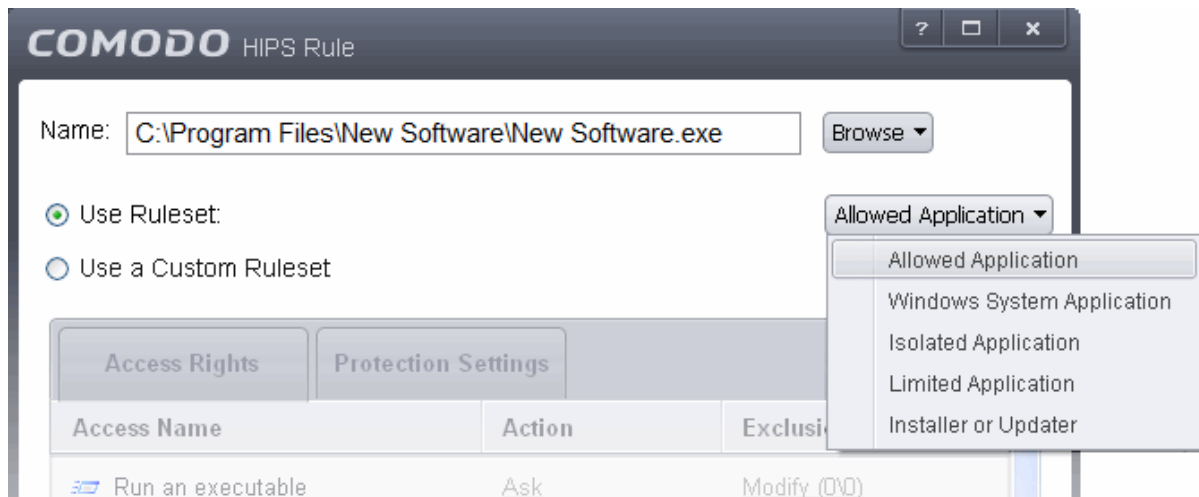 COMODO HIPS Rule
?
x
Name: C:\Program Files\New Software\New Software.exe Browse
Use Ruleset: Allowed Application
Use a Custom Ruleset
Allowed Application
Windows System Application
Isolated Application
Limited Application
Installer or Updater
Access Rights Protection Settings
Access Name Action Exclusi
Run an executable Ask Modify (0\0)